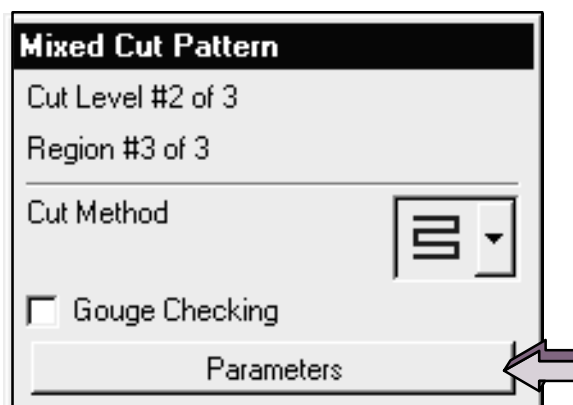 Mixed Cut Pattern
Cut Level #2 of 3
Region #3 of 3
Cut Method
Gouge Checking
Parameters